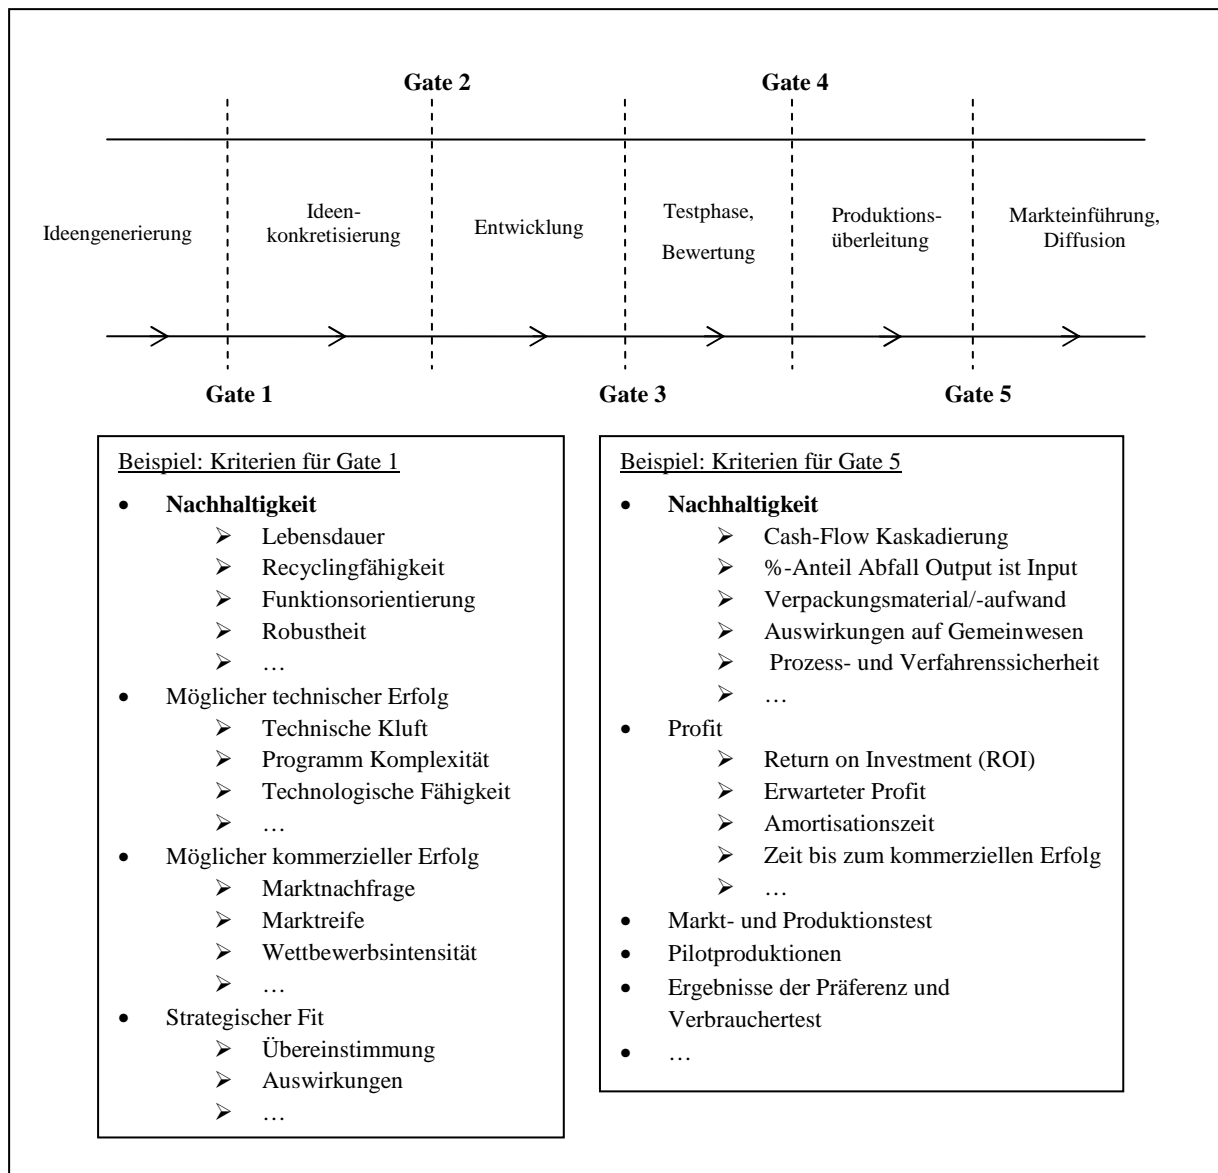 Gate 2
Gate 4
Ideengenerierung
Ideen-
konkretisierung
Entwicklung
Testphase,
Bewertung
Produktions-
überleitung
Markteinführung,
Diffusion
Gate 1
Gate 3
Gate 5
Beispiel: Kriterien für Gate 1
• Nachhaltigkeit
➢ Lebensdauer
➢ Recyclingfähigkeit
➢ Funktionsorientierung
➢ Robustheit
➢ …
• Möglicher technischer Erfolg
➢ Technische Kluft
➢ Programm Komplexität
➢ Technologische Fähigkeit
➢ …
• Möglicher kommerzieller Erfolg
➢ Marktnachfrage
➢ Marktreife
➢ Wettbewerbsintensität
➢ …
• Strategischer Fit
➢ Übereinstimmung
➢ Auswirkungen
➢ …
Beispiel: Kriterien für Gate 5
• Nachhaltigkeit
➢ Cash-Flow Kaskadierung
➢ %-Anteil Abfall Output ist Input
➢ Verpackungsmaterial/-aufwand
➢ Auswirkungen auf Gemeinwesen
➢ Prozess- und Verfahrenssicherheit
➢ …
• Profit
➢ Return on Investment (ROI)
➢ Erwarteter Profit
➢ Amortisationszeit
➢ Zeit bis zum kommerziellen Erfolg
➢ …
• Markt- und Produktionstest
• Pilotproduktionen
• Ergebnisse der Präferenz und
Verbrauchertest
• …